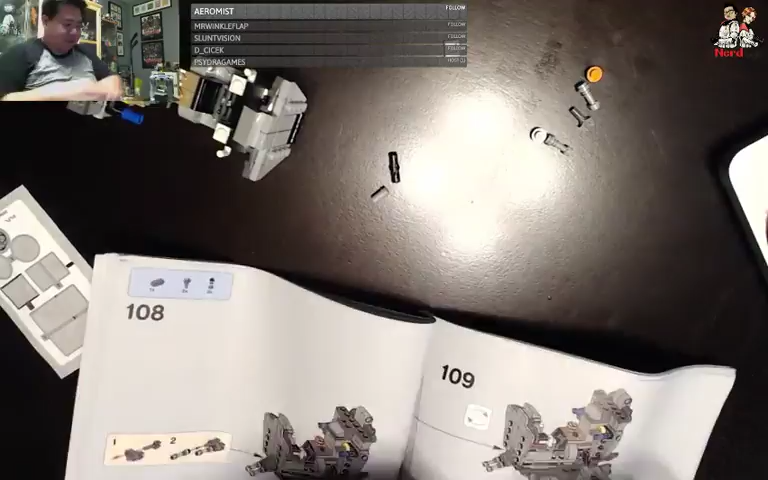 AEROMIST FOLLOW
MRWINKLEFLAP FOLLOW
SLUNTVISION FOLLOW
D_CICEK FOLLOW
PSYDRAGAMES
Nerd
108
109
1 2